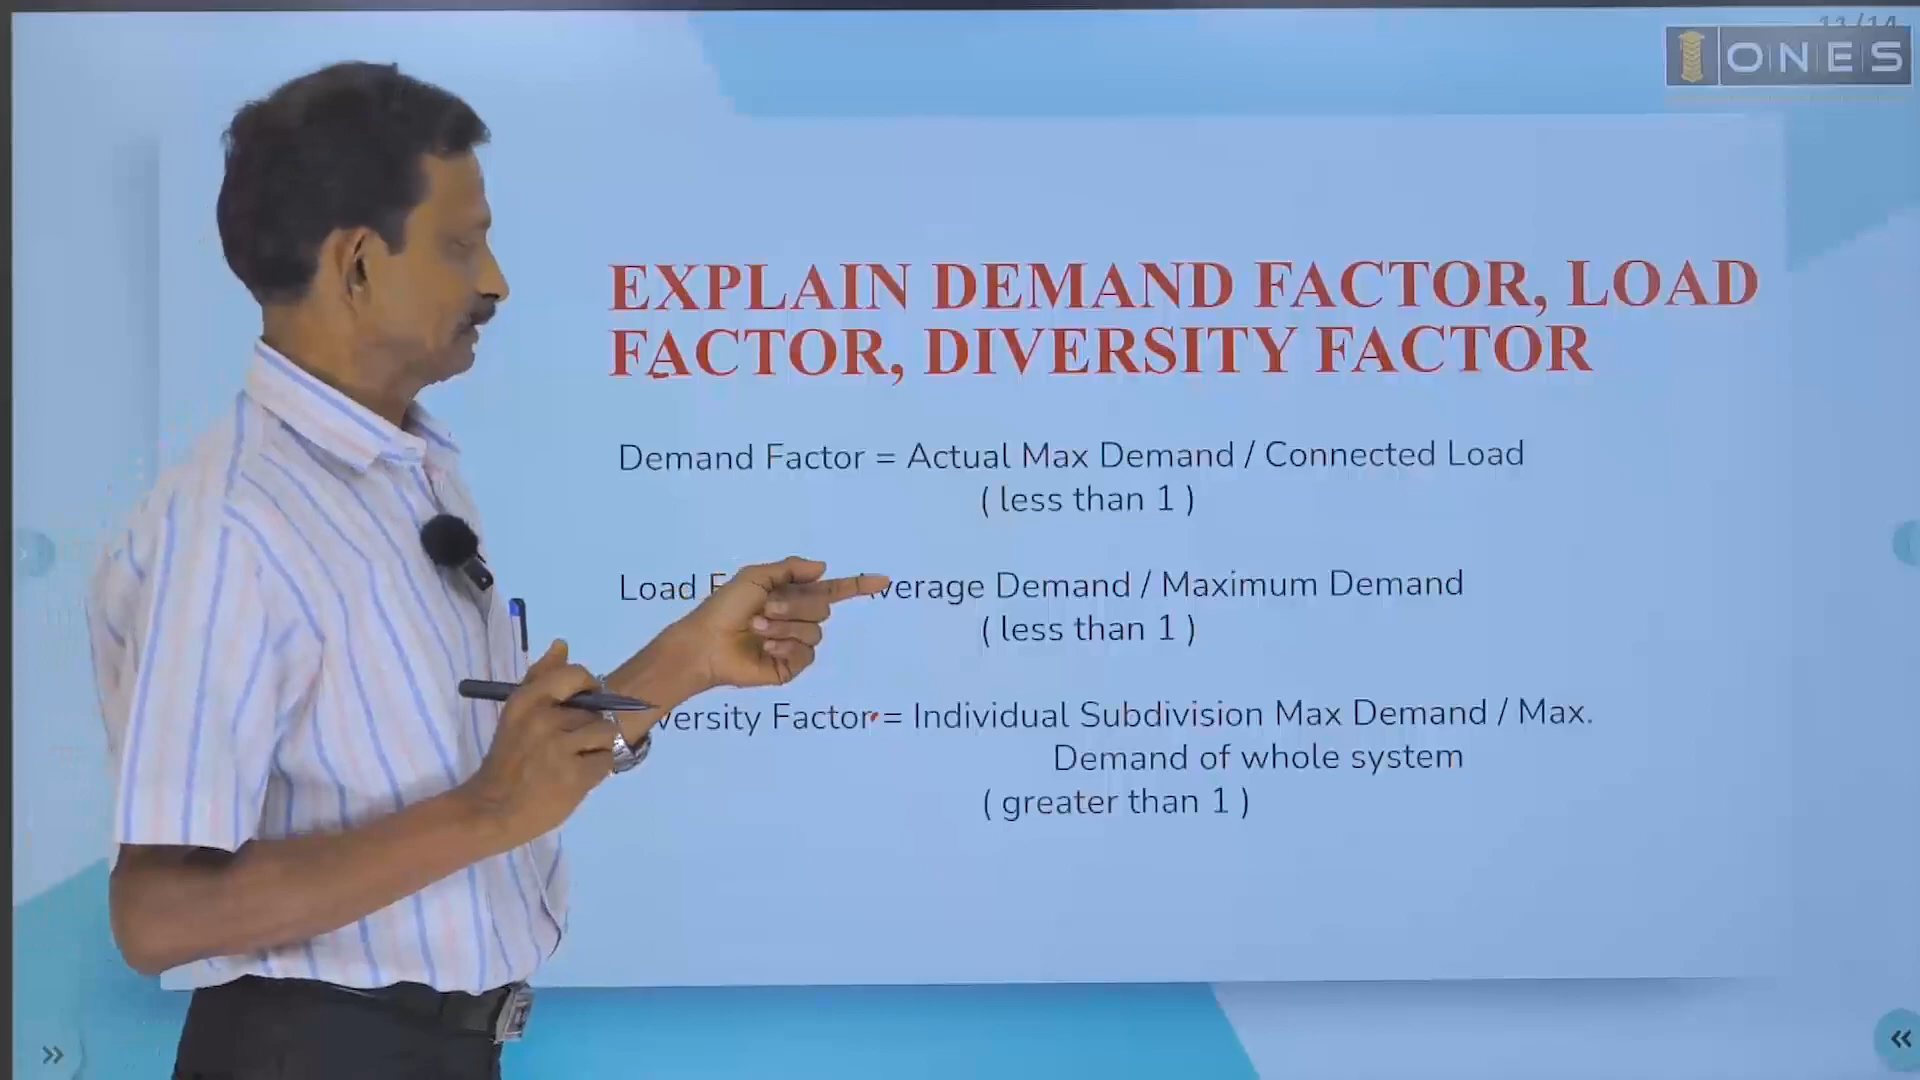 ONES
EXPLAIN DEMAND FACTOR, LOAD
FACTOR, DIVERSITY FACTOR
Demand Factor = Actual Max Demand / Connected Load
( less than 1 )
Load Average Demand / Maximum Demand
( less than 1 )
Factor = Individual Subdivision Max Demand / Max.
Demand of whole system
( greater than 1 )